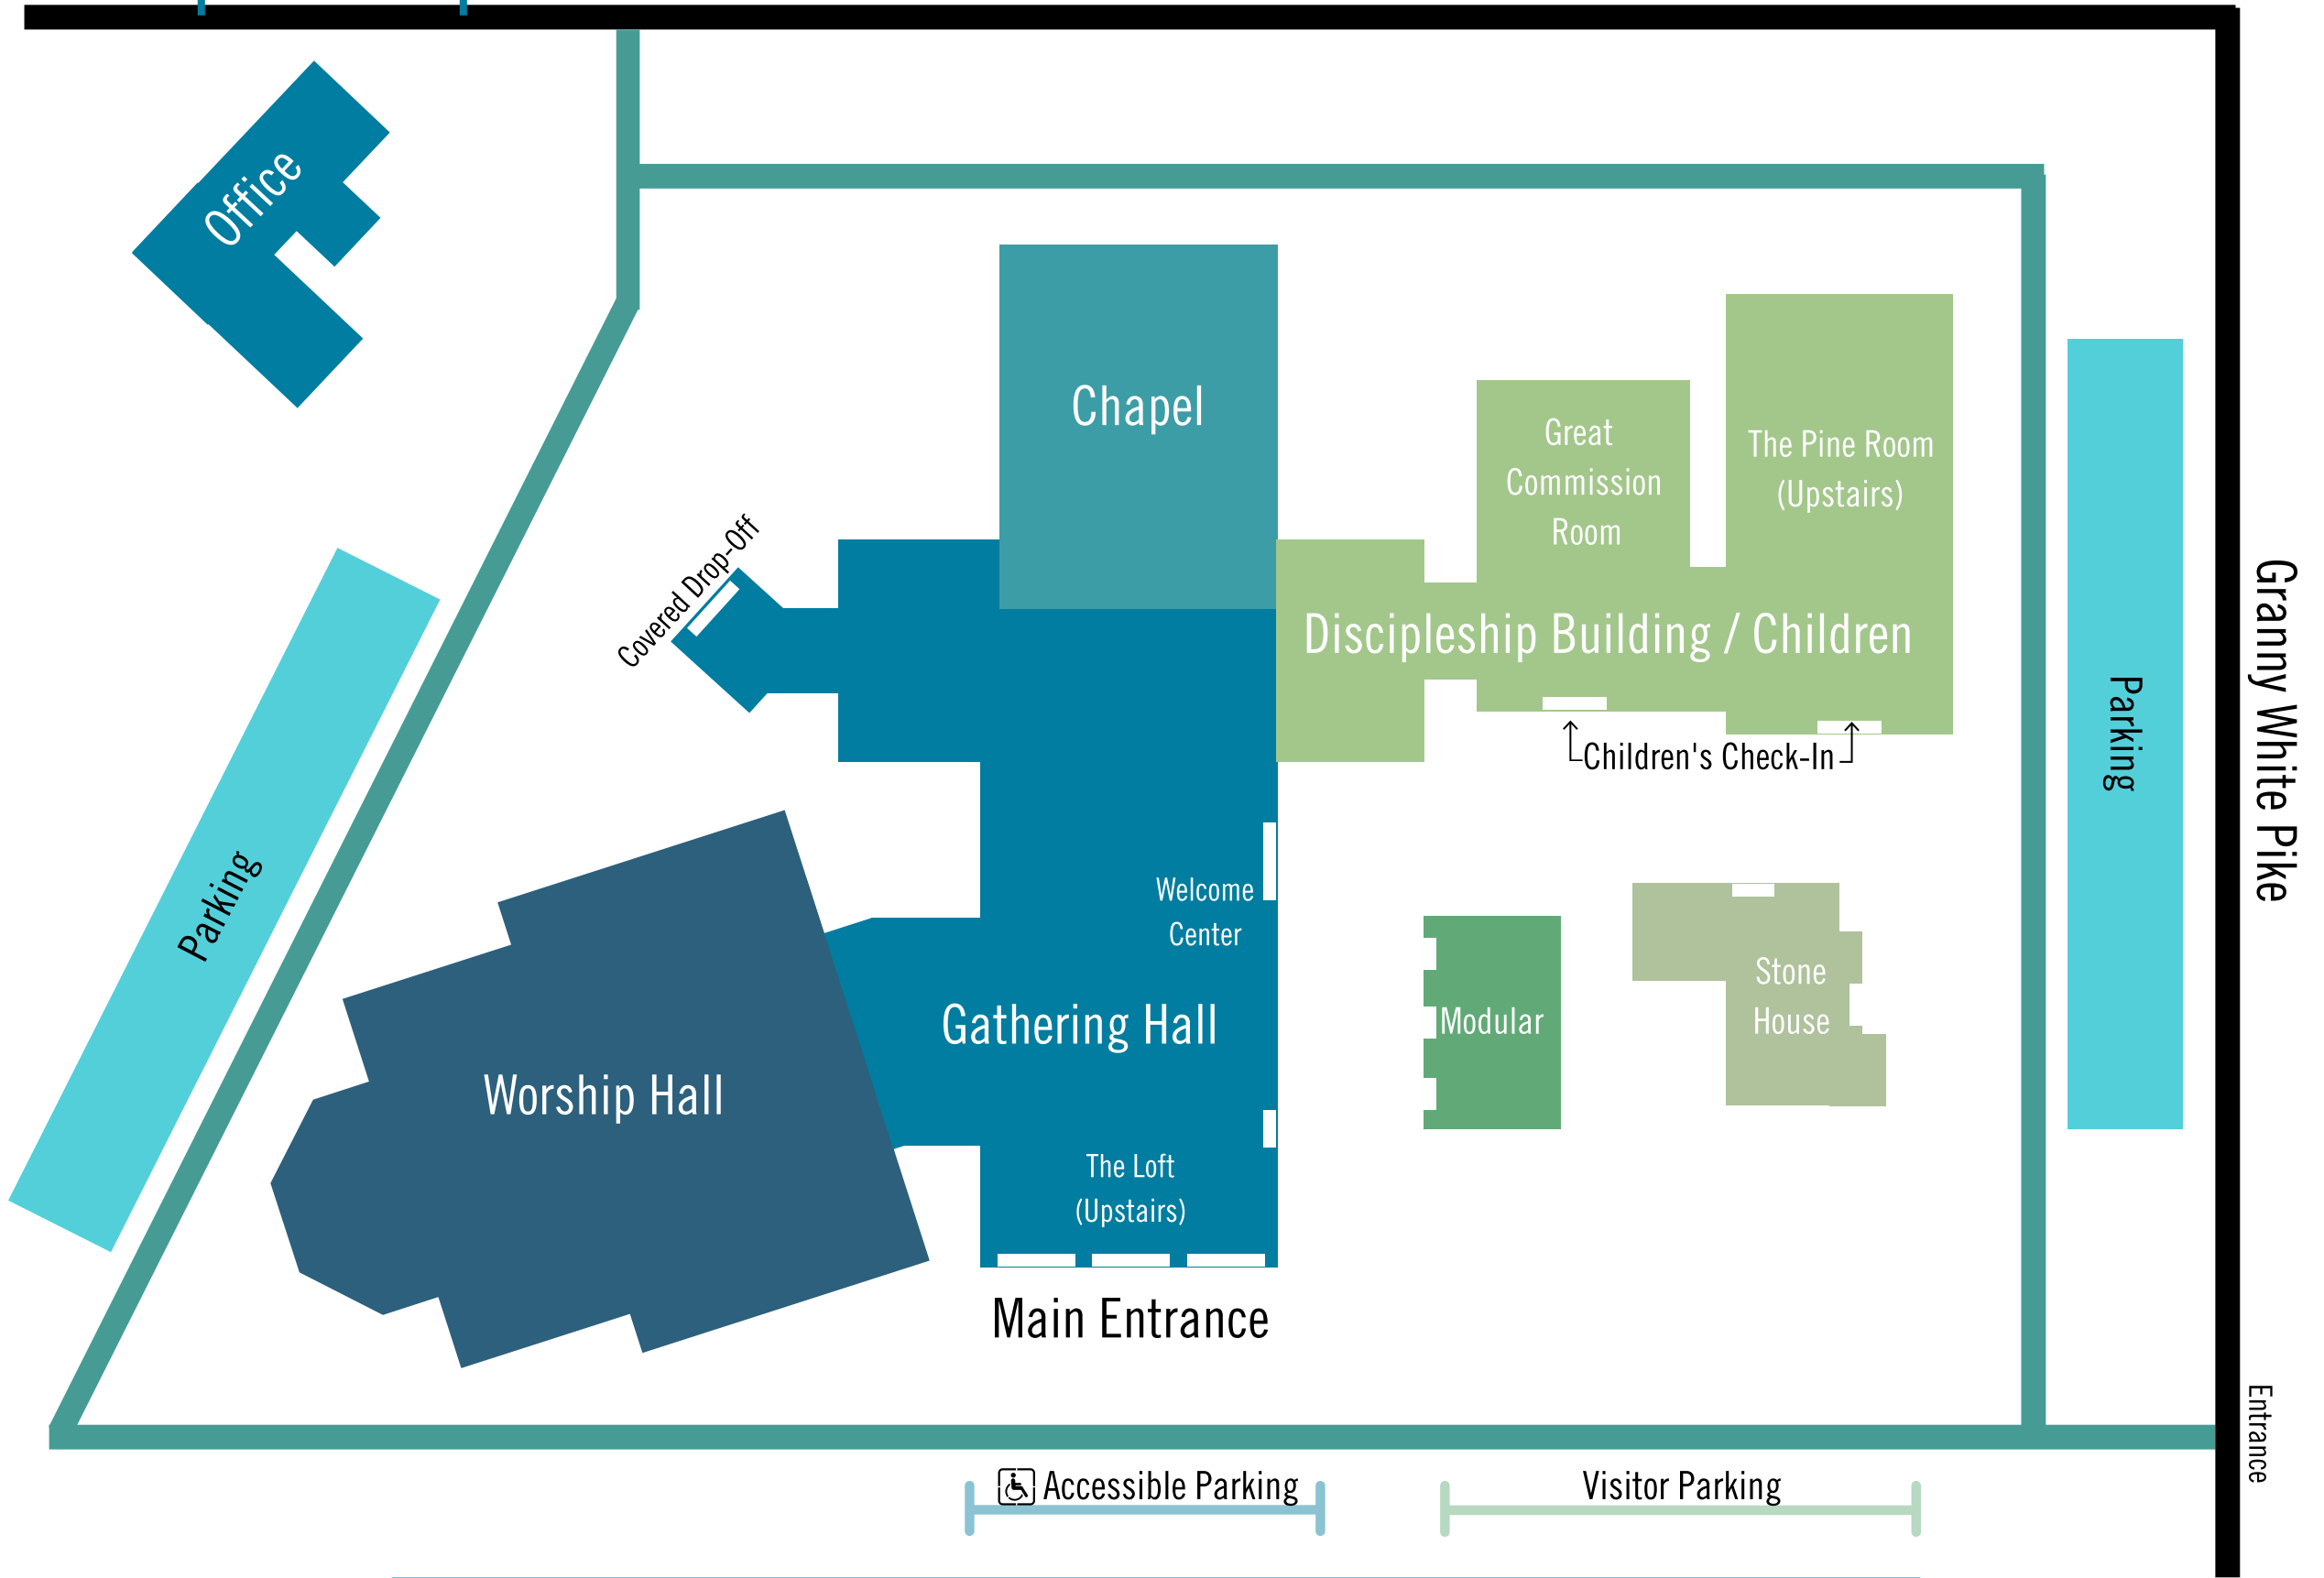 Office
Chapel
Great
Commission
Room
The Pine Room
(Upstairs)
Covered Drop-Off
Discipleship Building / Children
Children's Check-In
Parking
Granny White Pike
Parking
Welcome
Center
Gathering Hall
Worship Hall
Modular
Stone
House
The Loft
(Upstairs)
Main Entrance
Entrance
Accessible Parking
Visitor Parking